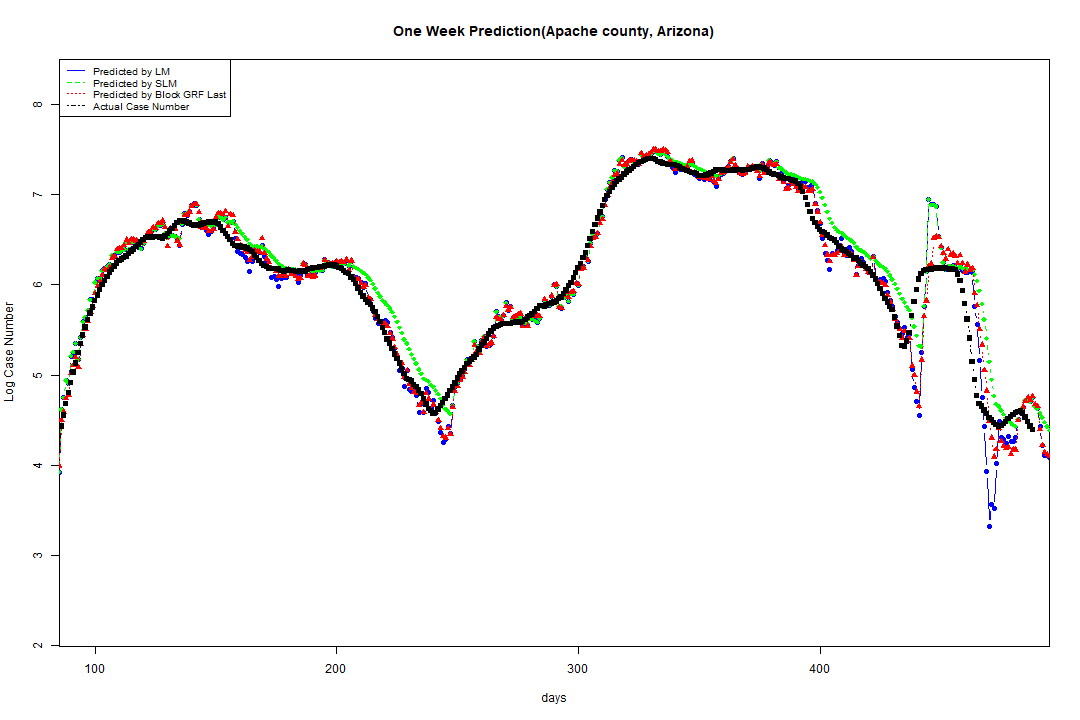 One Week Prediction(Apache county, Arizona)
Predicted by LM
Predicted by SLM
Predicted by Block GRF Last
Actual Case Number
8
7
6
5
4
3
2
Log Case Number
100 200 300 400
days